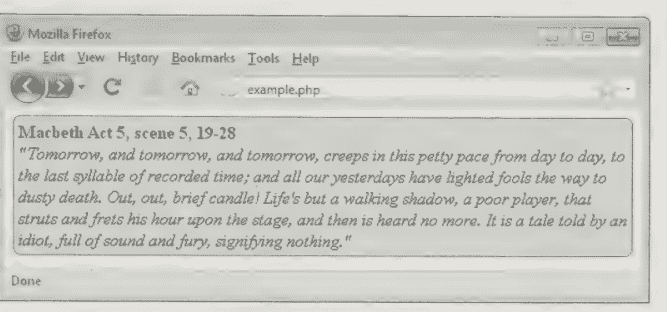 Mozilla Firefox
File Edit View History Bookmarks Tools Help
example.php
Macbeth Act 5, scene 5, 19-28
"Tomorrow, and tomorrow, and tomorrow, creeps in this petty pace from day to day, to
the last syllable of recorded time; and all our yesterdays have lighted fools the way to
dusty death. Out, out, brief candle! Life's but a walking shadow, a poor player, that
struts and frets his hour upon the stage, and then is heard no more. It is a tale told by an
idiot, full of sound and fury, signifying nothing."
Done